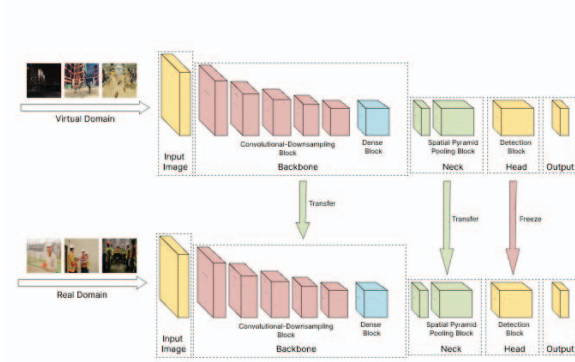 Virtual Domain
Input
Image
Convolutional-Downsampling
Block
Dense
Block
Backbone
Spatial Pyramid
Pooling Block
Neck
Detection
Block
Head
Output
Transfer
Transfer
Freeze
Real Domain
Input
Image
Convolutional-Downsampling
Block
Dense
Block
Backbone
Spatial Pyramid
Pooling Block
Neck
Detection
Block
Head
Output